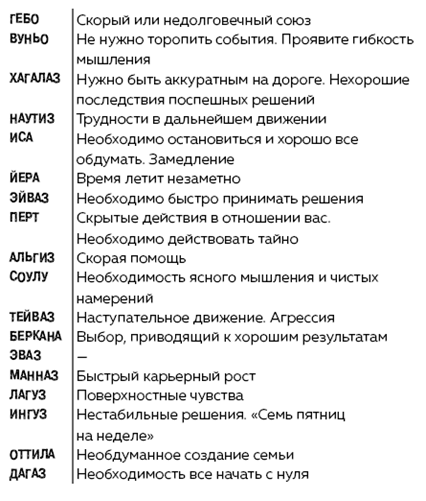 ГЕБО Скорый или недолговечный союз
ВУНЬО Не нужно торопить события. Проявите гибкость
мышления
ХАГАЛАЗ Нужно быть аккуратным на дороге. Нехорошие
последствия поспешных решений
НАУТИЗ Трудности в дальнейшем движении
ИСА Необходимо остановиться и хорошо все
обдумать. Замедление
ЙЕРА Время летит незаметно
ЭЙВАЗ Необходимо быстро принимать решения
ПЕРТ Скрытые действия в отношении вас.
Необходимо действовать тайно
АЛЬГИЗ Скорая помощь
СОУЛУ Необходимость ясного мышления и чистых
намерений
ТЕЙВАЗ Наступательное движение. Агрессия
БЕРКАНА Выбор, приводящий к хорошим результатам
ЭВАЗ —
МАННАЗ Быстрый карьерный рост
ЛАГУЗ Поверхностные чувства
ИНГУЗ Нестабильные решения. «Семь пятниц
на неделе»
ОТТИЛА Необдуманное создание семьи
ДАГАЗ Необходимость все начать с нуля